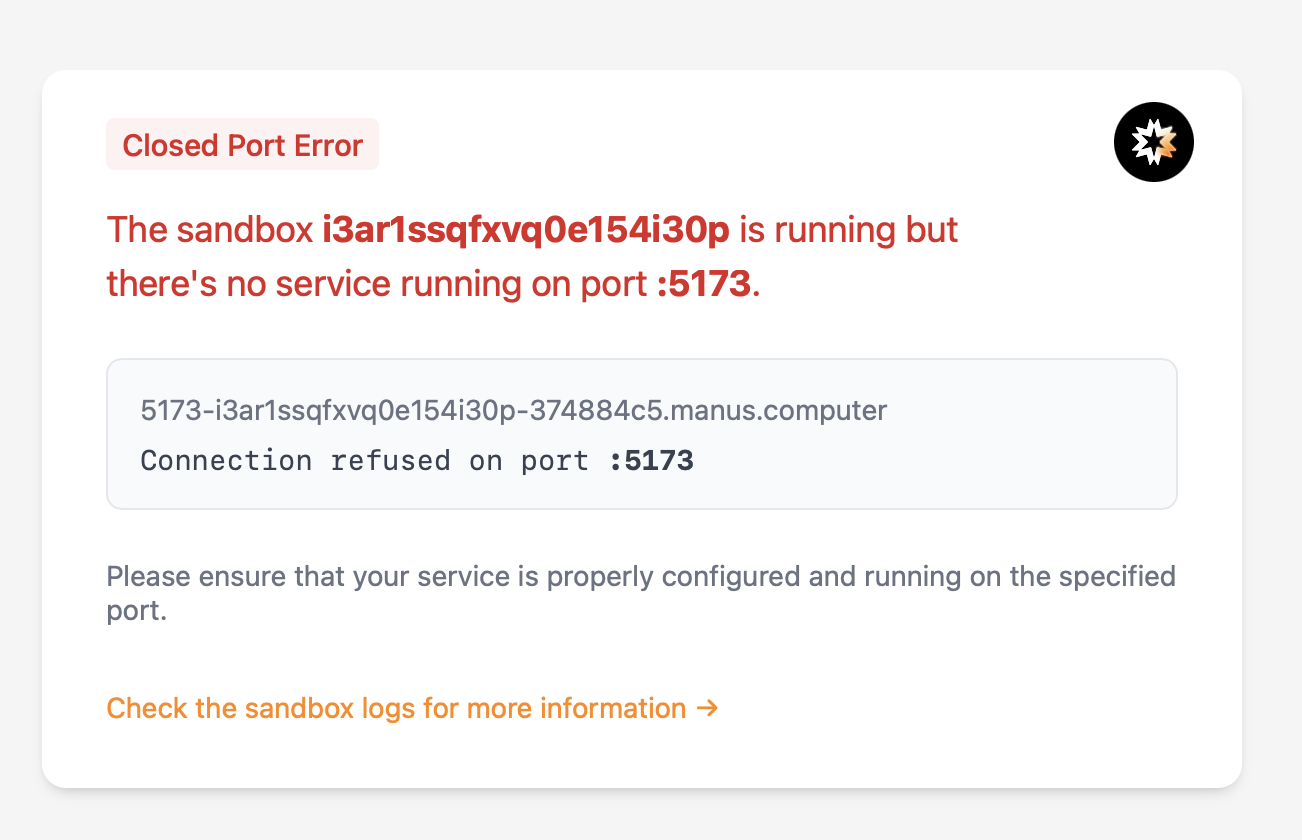 Closed Port Error
The sandbox i3ar1ssqfxvq0e154i30p is running but
there's no service running on port :5173.
5173-i3ar1ssqfxvq0e154i30p-374884c5.manus.computer
Connection refused on port :5173
Please ensure that your service is properly configured and running on the specified
port.
Check the sandbox logs for more information →